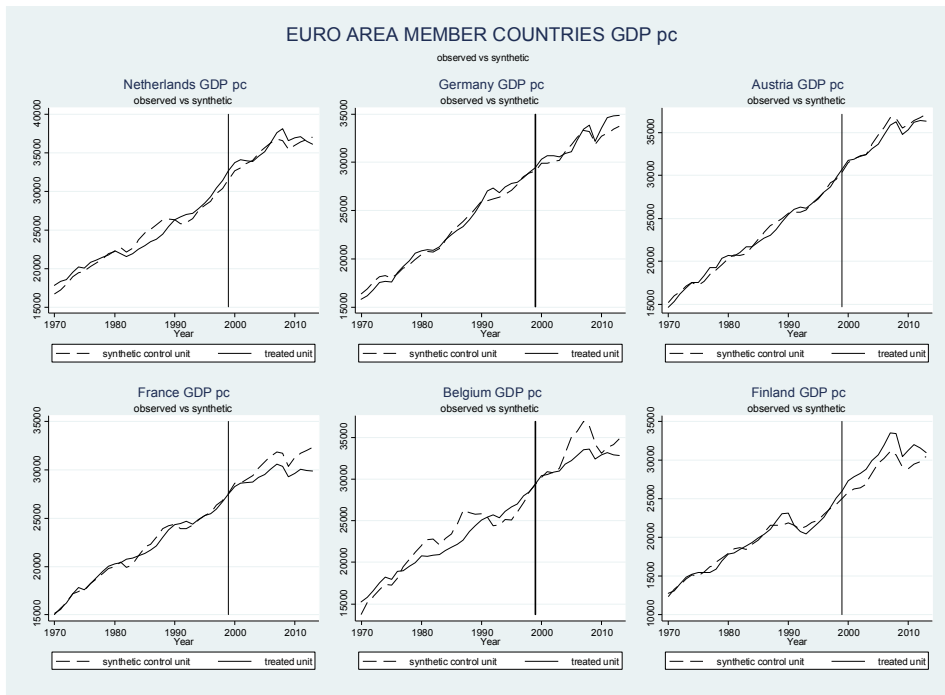 EURO AREA MEMBER COUNTRIES GDP pc
observed vs synthetic
Netherlands GDP pc
observed vs synthetic
40000
35000
30000
25000
20000
15000
1970 1980 1990 2000 2010
Year
synthetic control unit treated unit
Germany GDP pc
observed vs synthetic
35000
30000
25000
20000
15000
1970 1980 1990 2000 2010
Year
synthetic control unit treated unit
Austria GDP pc
observed vs synthetic
35000
30000
25000
20000
15000
1970 1980 1990 2000 2010
Year
synthetic control unit treated unit
France GDP pc
observed vs synthetic
35000
30000
25000
20000
15000
1970 1980 1990 2000 2010
Year
synthetic control unit treated unit
Belgium GDP pc
observed vs synthetic
35000
30000
25000
20000
15000
1970 1980 1990 2000 2010
Year
synthetic control unit treated unit
Finland GDP pc
observed vs synthetic
35000
30000
25000
20000
15000
10000
1970 1980 1990 2000 2010
Year
synthetic control unit treated unit